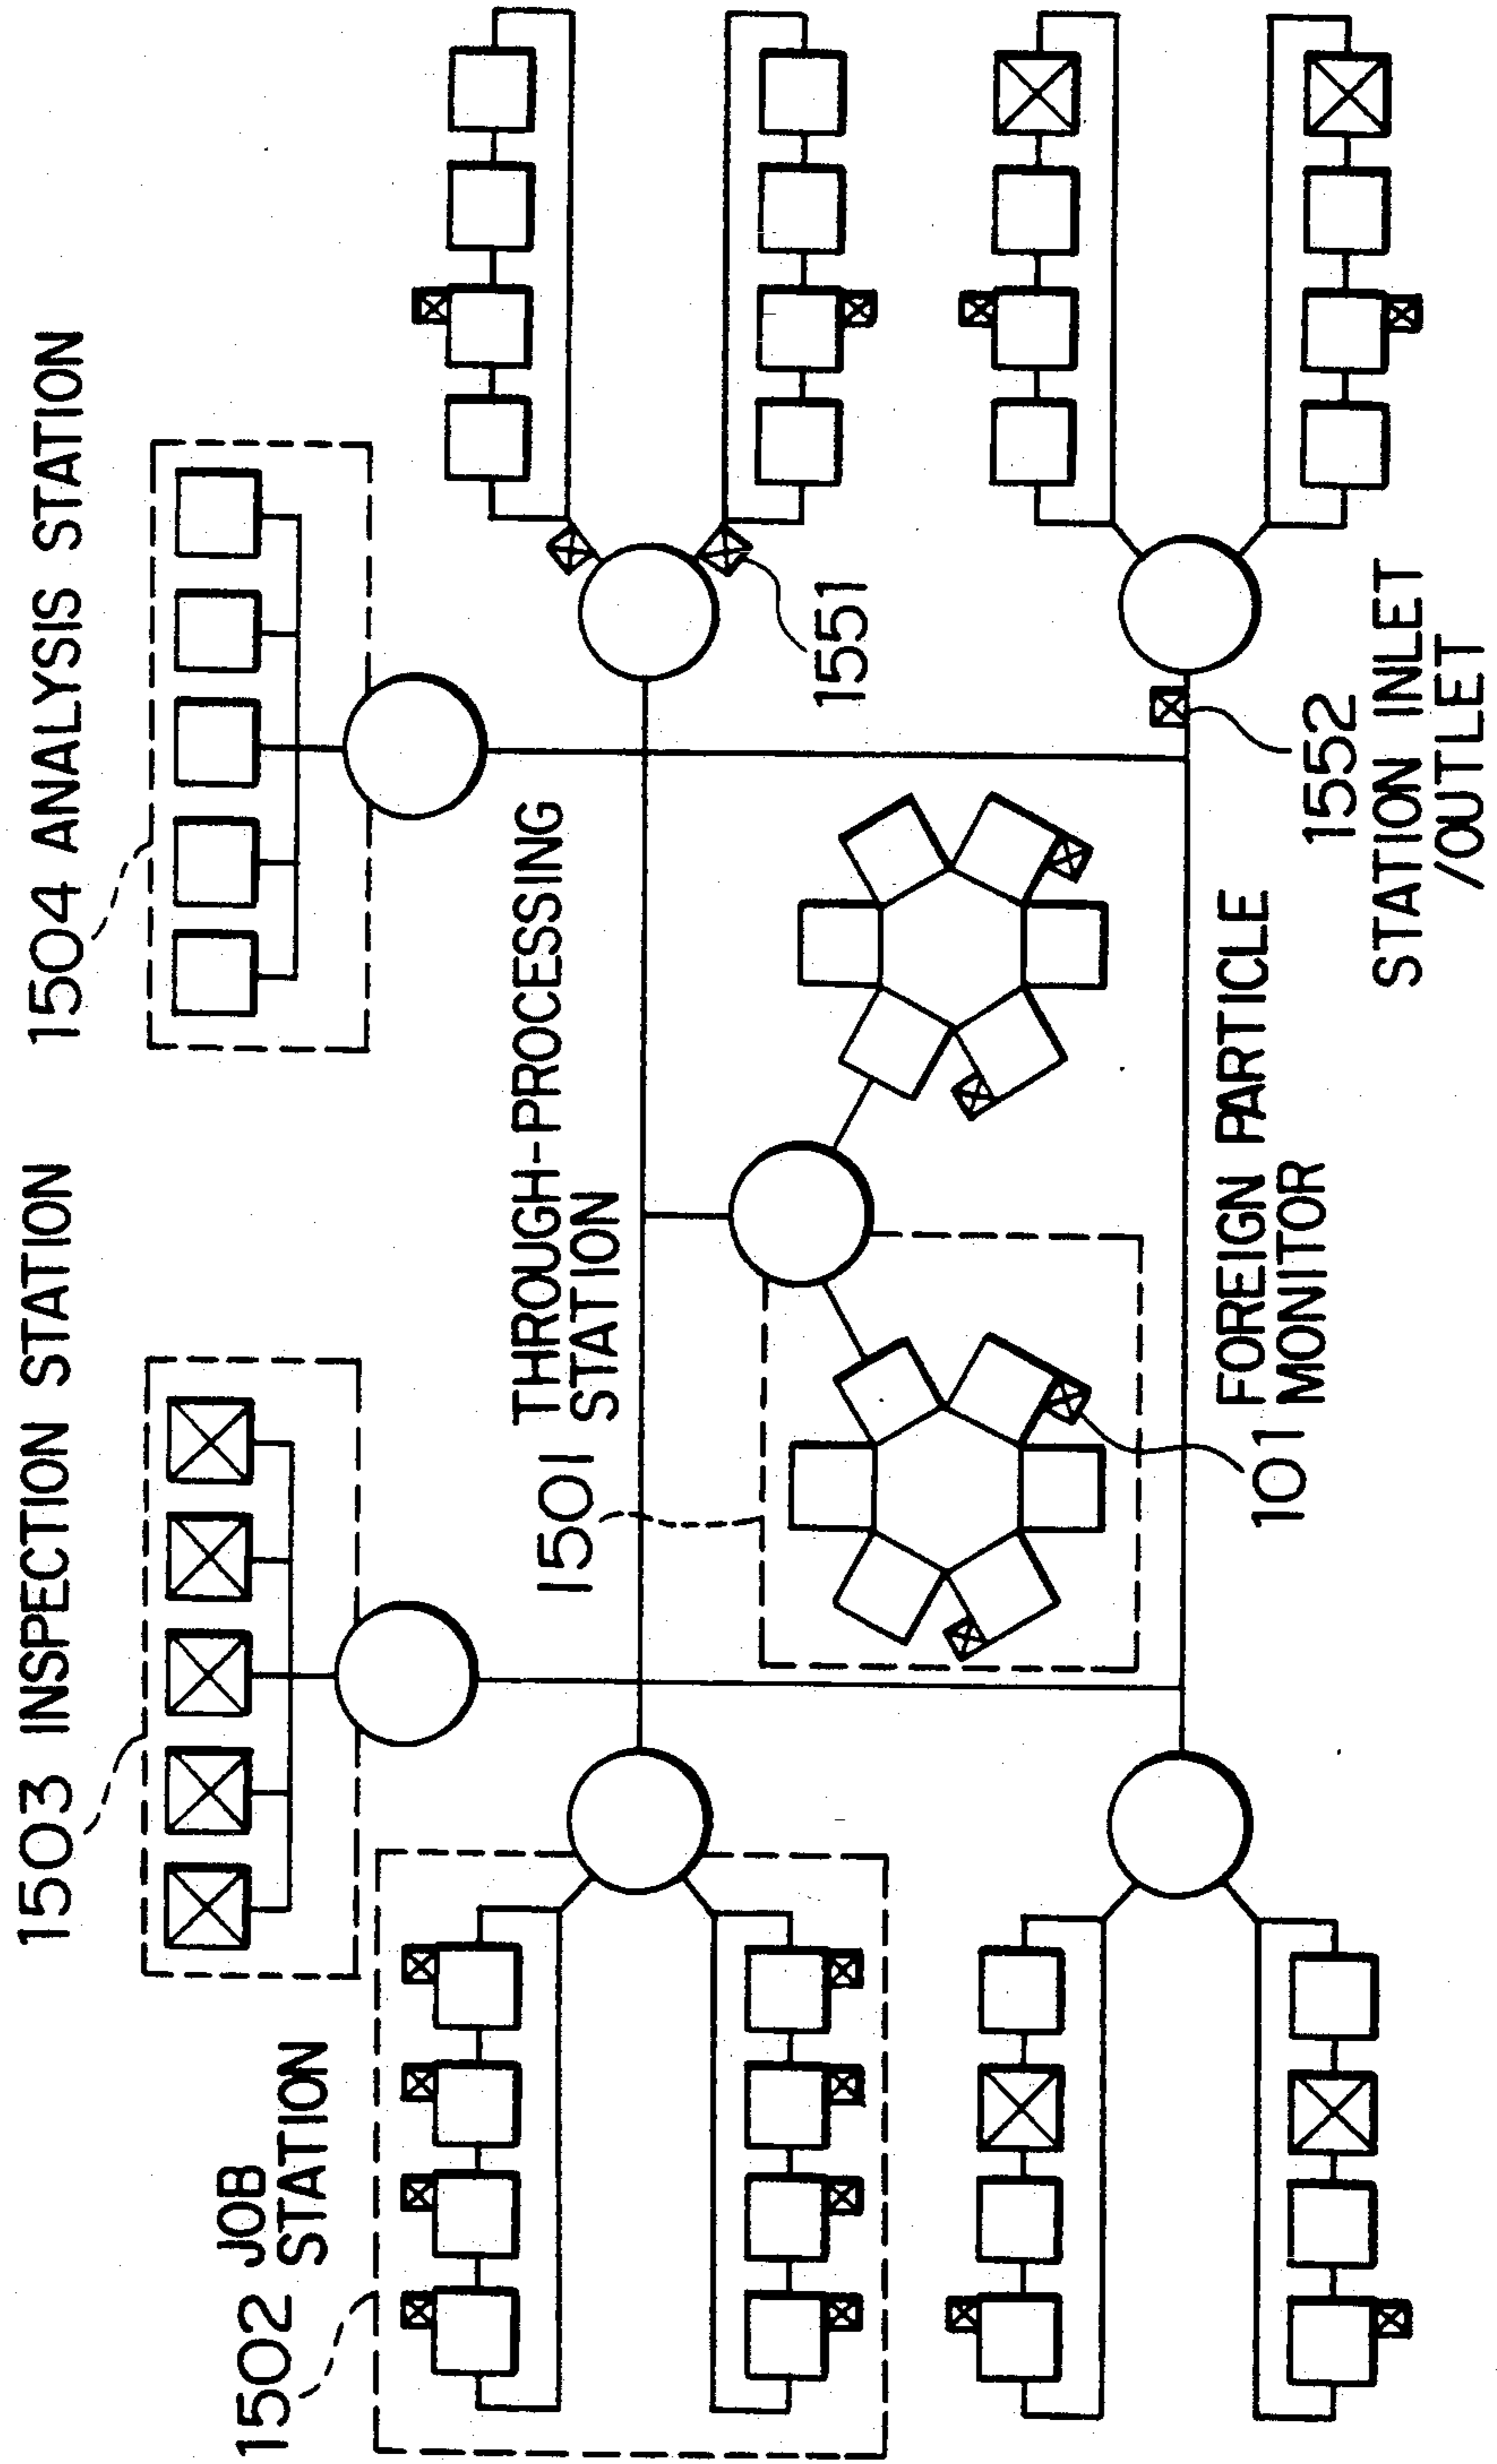 1503 INSPECTION STATION
1504 ANALYSIS STATION
1502 JOB
STATION
THROUGH-PROCESSING
STATION
1501
1551
101
FOREIGN PARTICLE
MONITOR
1552
STATION INLET
/OUTLET